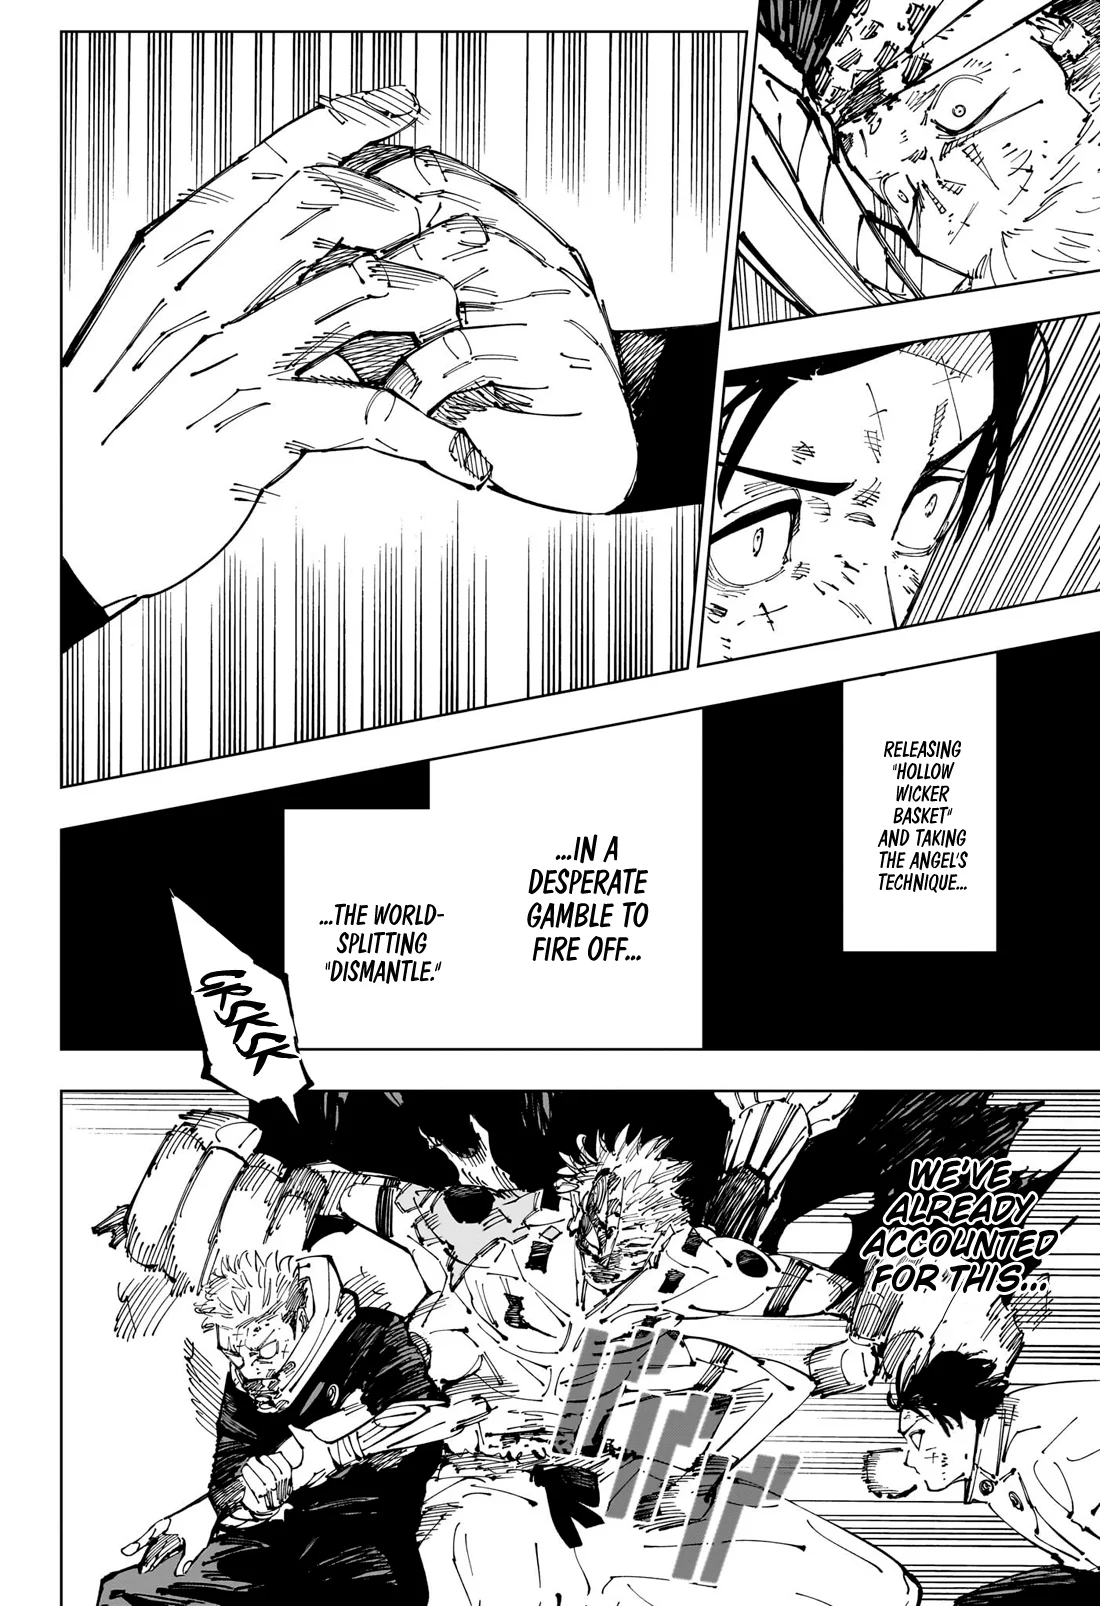 RELEASING
"HOLLOW
WICKER
BASKET"
AND TAKING
THE ANGEL'S
TECHNIQUE...
...IN A
DESPERATE
GAMBLE TO
FIRE OFF...
...THE WORLD-
SPLITTING
"DISMANTLE."
GRSKSK
WE'VE
ALREADY
ACCOUNTED
FOR THIS...